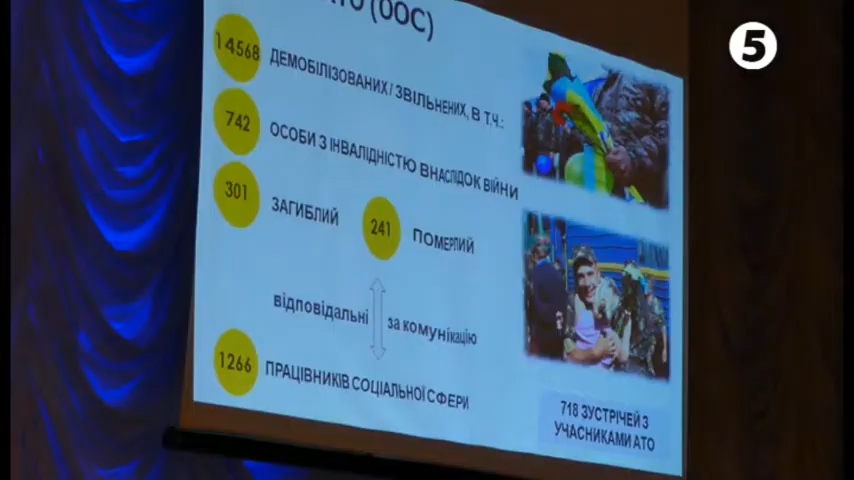 (ООС)
5
14568
ДЕМОБІЛІЗОВАНИХ/ ЗВІЛЬНЕНИХ, В Т.Ч.:
742
ОСОБИ З ІНВАЛІДНІСТЮ ВНАСЛІДОК ВІЙНИ
301
ЗАГИБЛИЙ
241
ПОМЕРЛИЙ
відповідальні
за комунікацію
1266
ПРАЦІВНИКІВ СОЦІАЛЬНОЇ СФЕРИ
718 ЗУСТРІЧЕЙ З
УЧАСНИКАМИ АТО